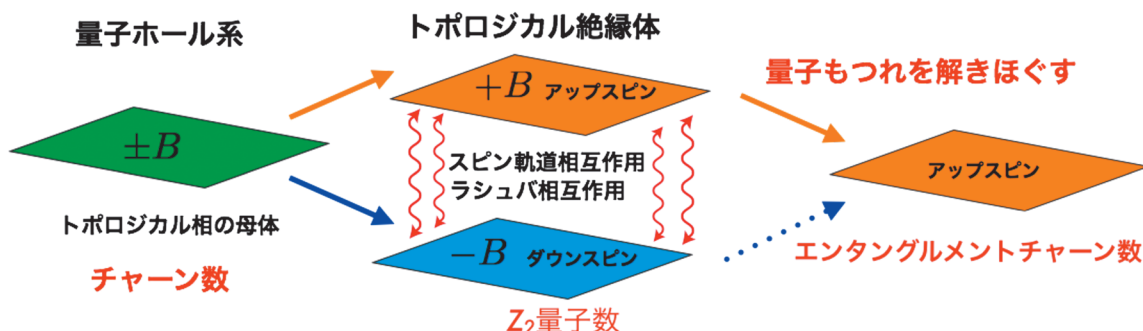 量子ホール系
±B
トポロジカル相の母体
チャーン数
トポロジカル絶縁体
+B アップスピン
スピン軌道相互作用
ラシュバ相互作用
−B ダウンスピン
Z₂量子数
量子もつれを解きほぐす
アップスピン
エンタングルメントチャーン数